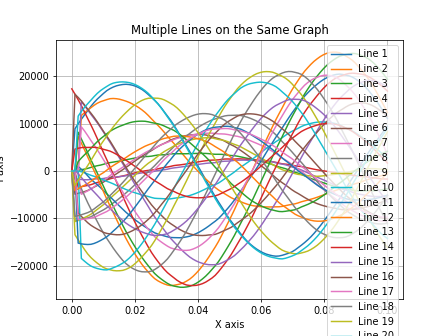 Multiple Lines on the Same Graph
20000
10000
0
−10000
−20000
0.00
0.02
0.04
0.06
X axis
Line 1
Line 2
Line 3
Line 4
Line 5
Line 6
Line 7
Line 8
Line 9
Line 10
Line 11
Line 12
Line 13
Line 14
Line 15
Line 16
Line 17
Line 18
Line 19
Line 20